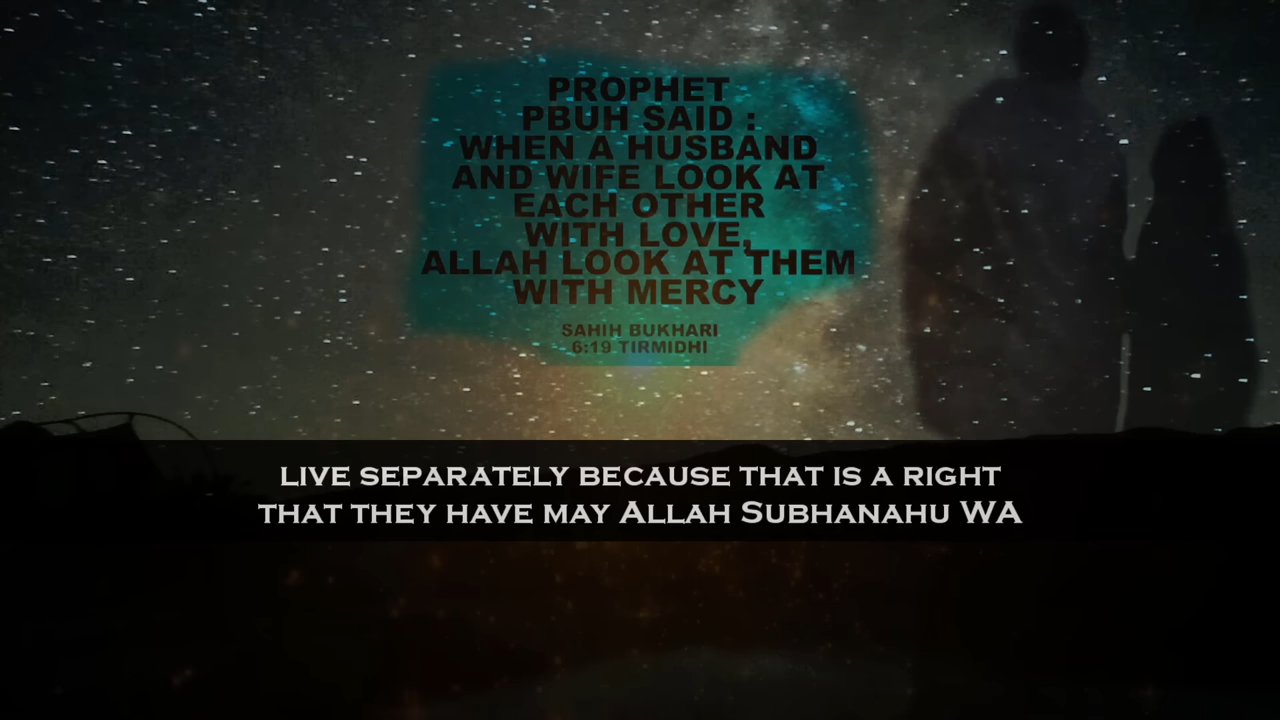 PROPHET
PBUH SAID :
WHEN A HUSBAND
AND WIFE LOOK AT
EACH OTHER
WITH LOVE,
ALLAH LOOK AT THEM
WITH MERCY
SAHIH BUKHARI
6:19 TIRMIDHI
LIVE SEPARATELY BECAUSE THAT IS A RIGHT
THAT THEY HAVE MAY ALLAH SUBHANAHU WA